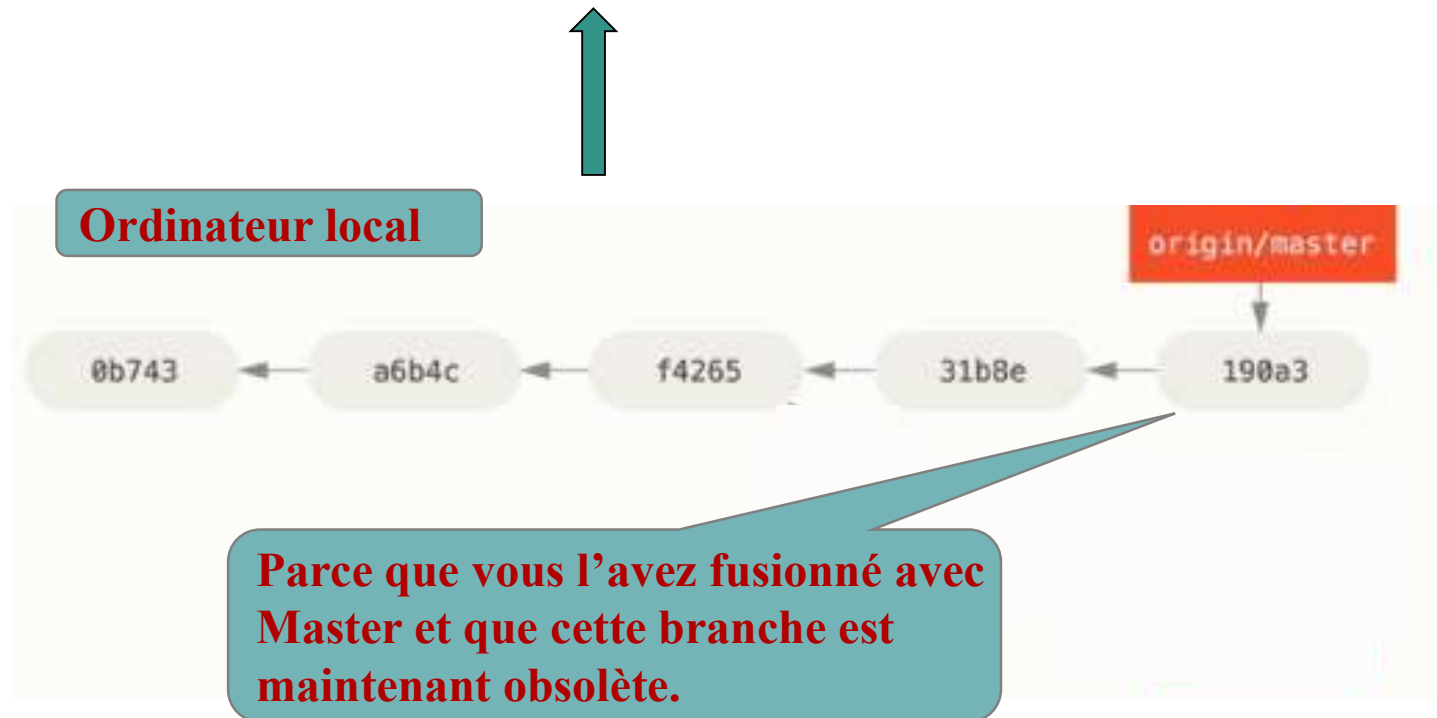 Ordinateur local
origin/master
0b743
a6b4c
f4265
31b8e
190a3
Parce que vous l’avez fusionné avec
Master et que cette branche est
maintenant obsolète.